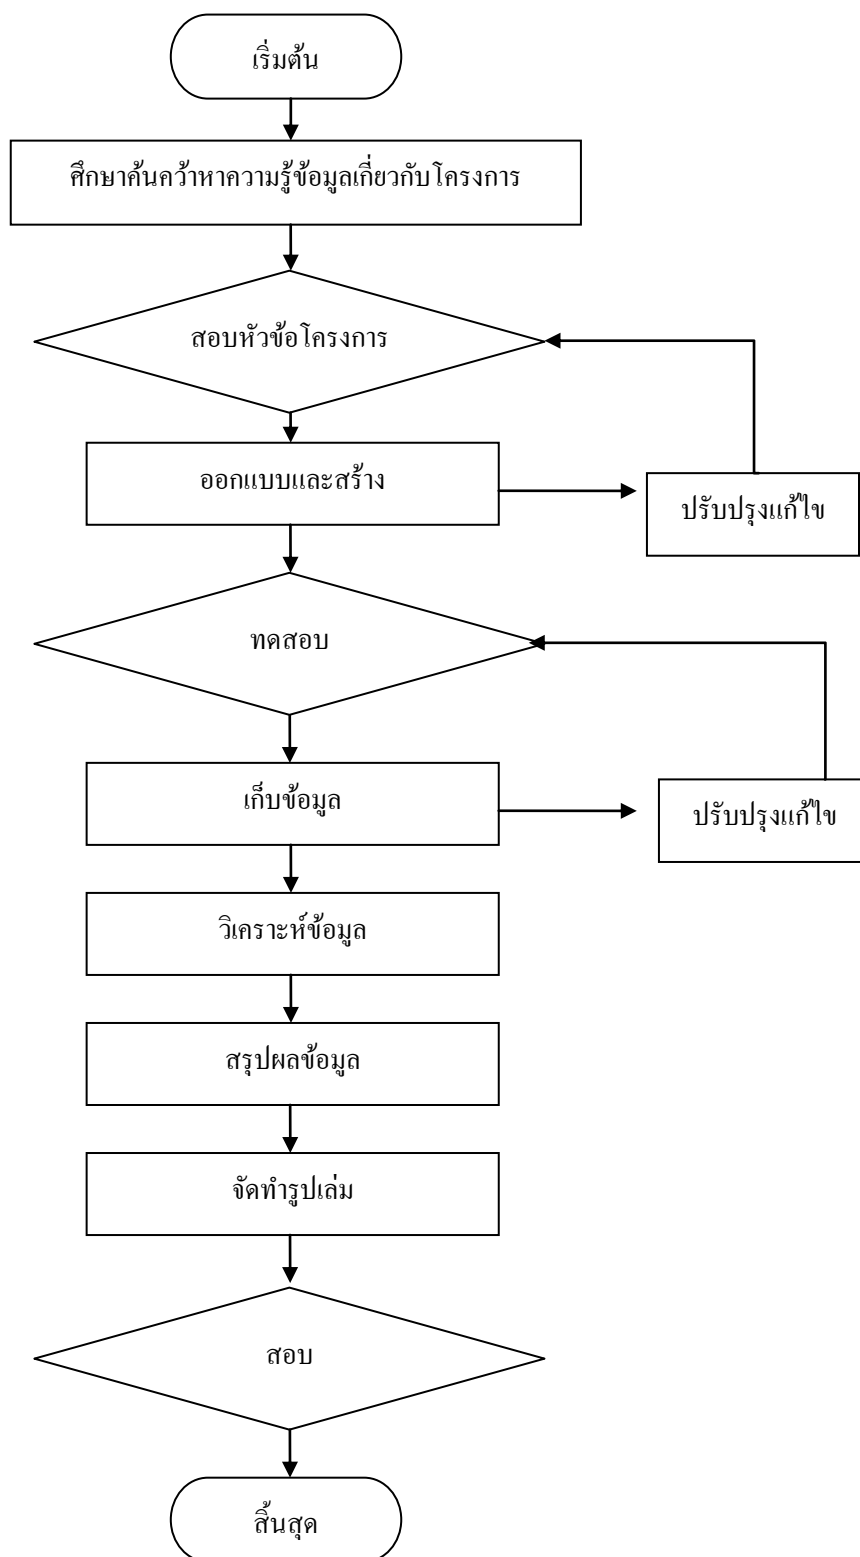 เริ่มต้น
ศึกษาค้นคว้าหาความรู้ข้อมูลเกี่ยวกับโครงการ
สอบหัวข้อโครงการ
ออกแบบและสร้าง
ปรับปรุงแก้ไข
ทดสอบ
เก็บข้อมูล
ปรับปรุงแก้ไข
วิเคราะห์ข้อมูล
สรุปผลข้อมูล
จัดทำรูปเล่ม
สอบ
สิ้นสุด